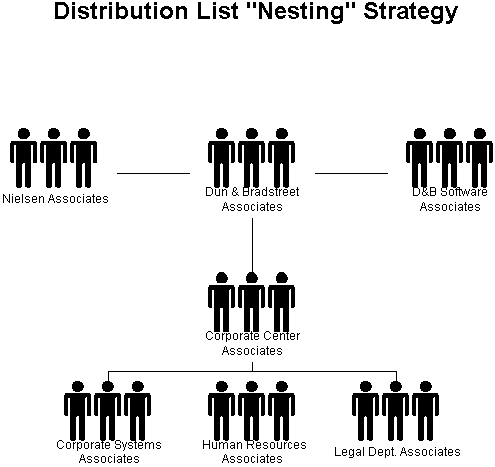 Distribution List "Nesting" Strategy
Nielsen Associates
Dun & Bradstreet
Associates
D&B Software
Associates
Corporate Center
Associates
Corporate Systems
Associates
Human Resources
Associates
Legal Dept. Associates